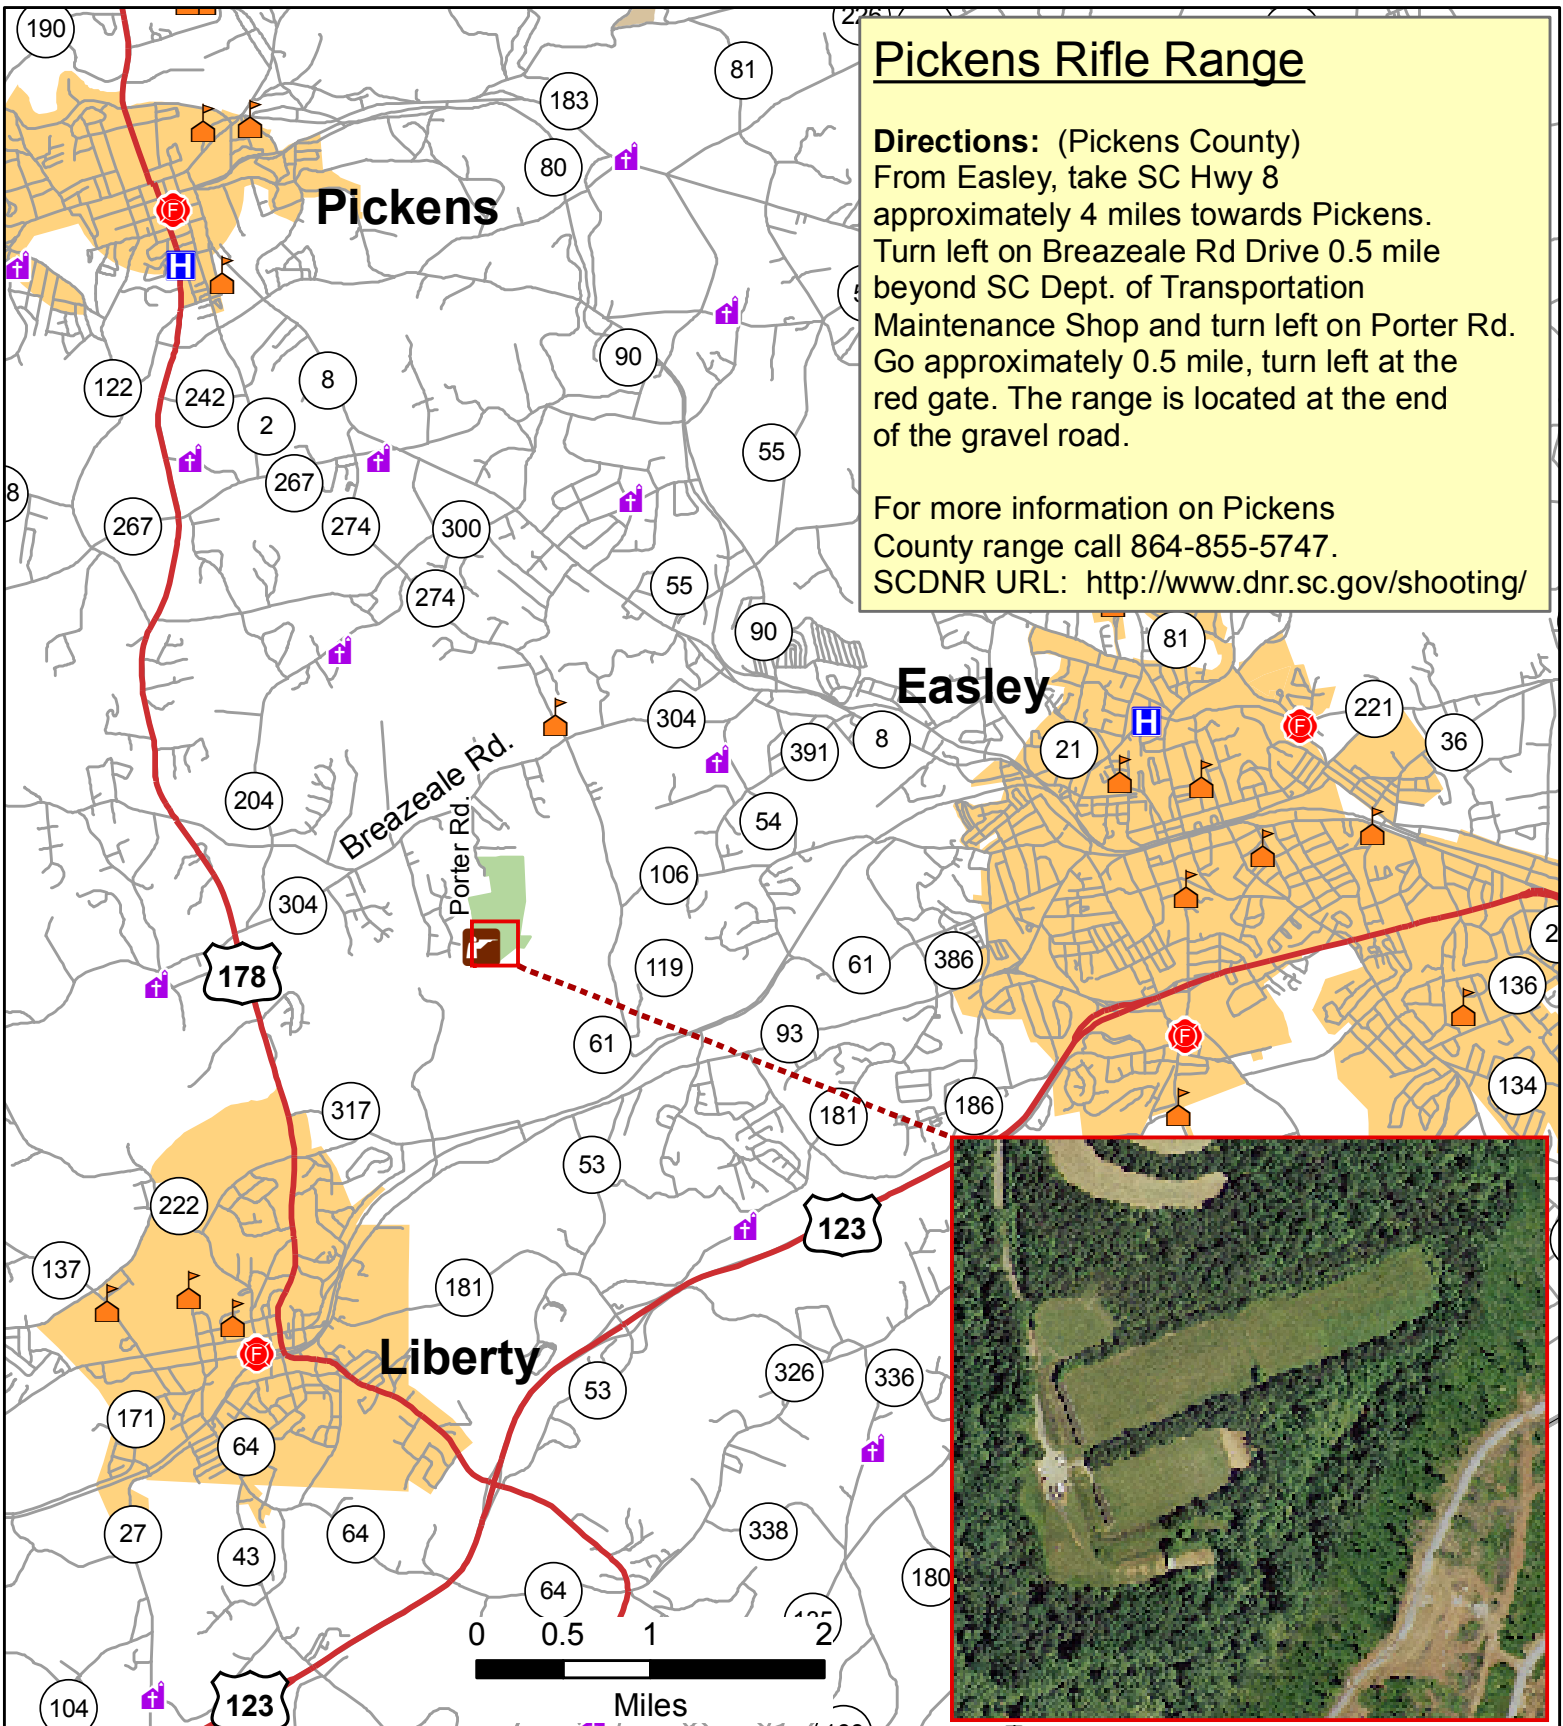 190
226
81
183
80
Pickens Rifle Range
Directions: (Pickens County)
From Easley, take SC Hwy 8
approximately 4 miles towards Pickens.
Turn left on Breazeale Rd Drive 0.5 mile
beyond SC Dept. of Transportation
Maintenance Shop and turn left on Porter Rd.
Go approximately 0.5 mile, turn left at the
red gate. The range is located at the end
of the gravel road.
For more information on Pickens
County range call 864-855-5747.
SCDNR URL: http://www.dnr.sc.gov/shooting/
Pickens
F
H
90
122
242
8
2
55
267
8
267
274
300
274
55
90
81
Easley
304
391
8
21
H
F
221
36
Breazeale Rd.
204
54
Porter Rd.
106
304
178
119
61
386
2
136
61
93
F
134
317
181
186
53
222
123
137
181
F
Liberty
53
326
336
171
64
27
43
64
338
64
180
0 0.5 1 2
Miles
104
123